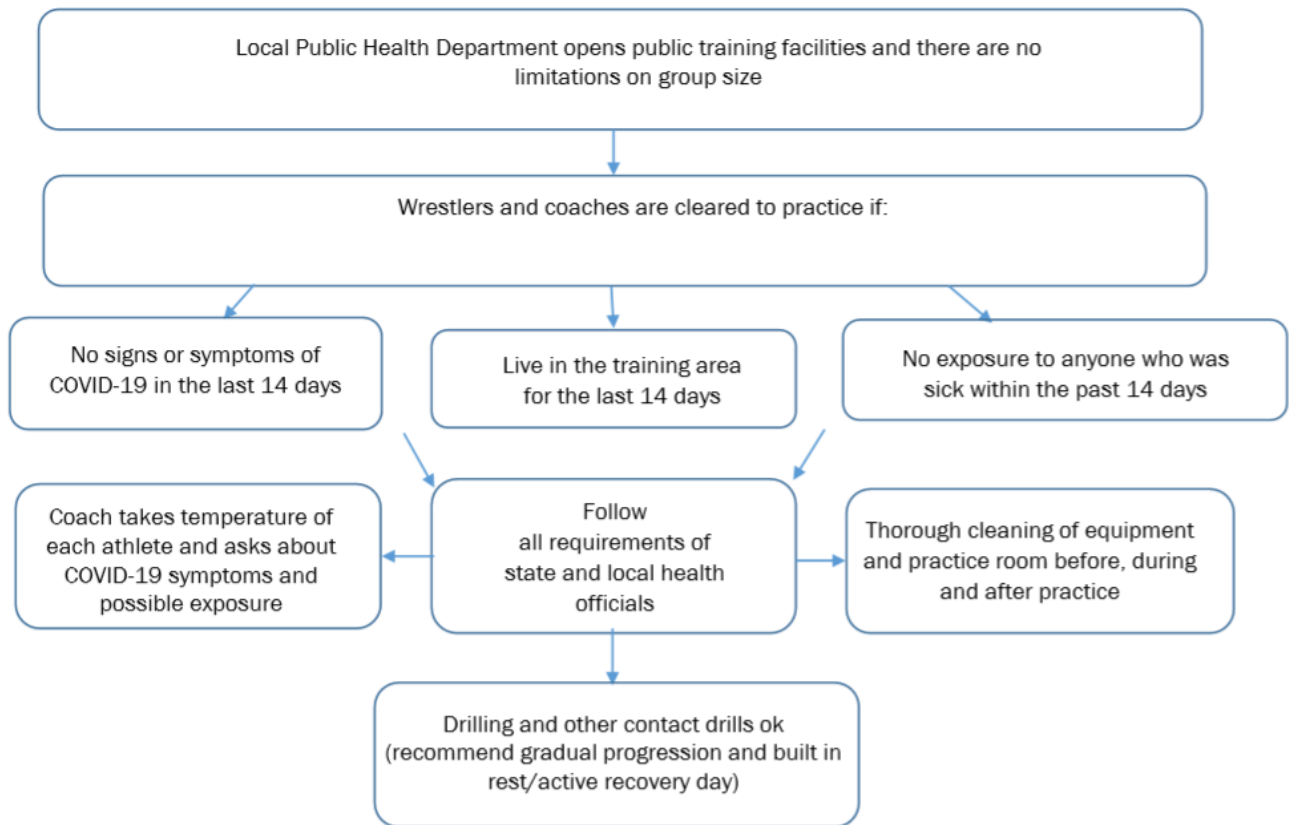 Local Public Health Department opens public training facilities and there are no
limitations on group size
Wrestlers and coaches are cleared to practice if:
No signs or symptoms of
COVID-19 in the last 14 days
Live in the training area
for the last 14 days
No exposure to anyone who was
sick within the past 14 days
Coach takes temperature of
each athlete and asks about
COVID-19 symptoms and
possible exposure
Follow
all requirements of
state and local health
officials
Thorough cleaning of equipment
and practice room before, during
and after practice
Drilling and other contact drills ok
(recommend gradual progression and built in
rest/active recovery day)